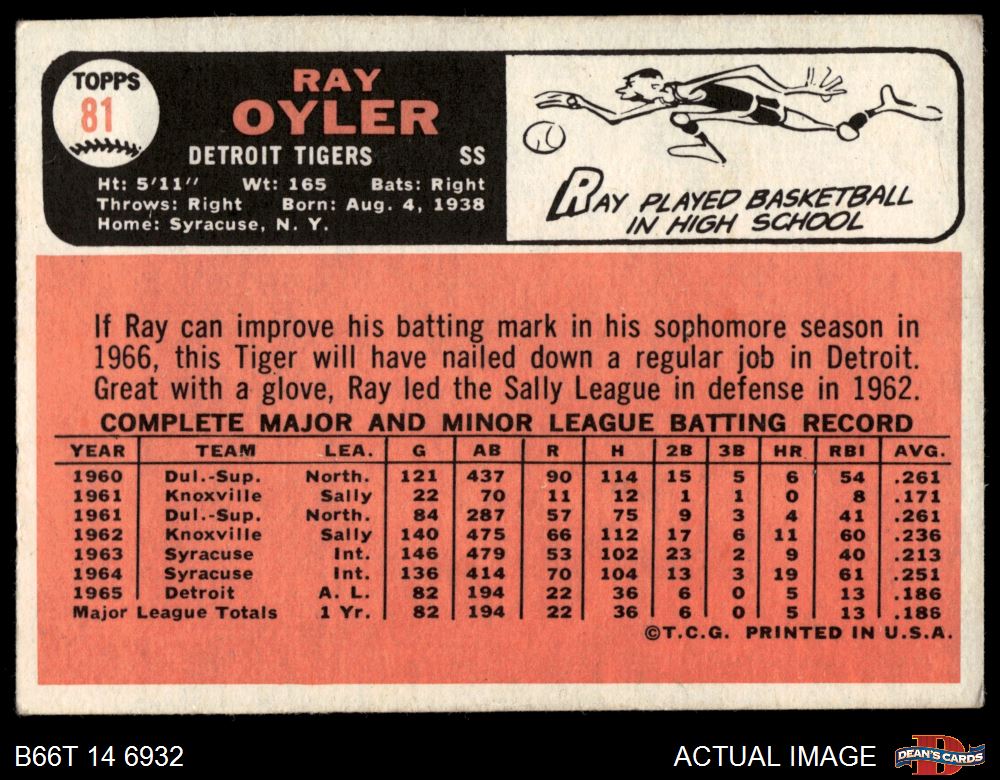 TOPPS
81
RAY
OYLER
DETROIT TIGERS SS
Ht: 5'11" Wt: 165 Bats: Right
Throws: Right Born: Aug. 4, 1938
Home: Syracuse, N. Y.
RAY PLAYED BASKETBALL
IN HIGH SCHOOL
If Ray can improve his batting mark in his sophomore season in
1966, this Tiger will have nailed down a regular job in Detroit.
Great with a glove, Ray led the Sally League in defense in 1962.
COMPLETE MAJOR AND MINOR LEAGUE BATTING RECORD
YEAR TEAM LEA. G AB R H 2B 3B HR RBI AVG.
1960 Dul.-Sup. North. 121 437 90 114 15 5 6 54 .261
1961 Knoxville Sally 22 70 11 12 1 1 0 8 .171
1961 Dul.-Sup. North. 84 287 57 75 9 3 4 41 .261
1962 Knoxville Sally 140 475 66 112 17 6 11 60 .236
1963 Syracuse Int. 146 479 53 102 23 2 9 40 .213
1964 Syracuse Int. 136 414 70 104 13 3 19 61 .251
1965 Detroit A. L. 82 194 22 36 6 0 5 13 .186
Major League Totals 1 Yr. 82 194 22 36 6 0 5 13 .186
©T.C.G. PRINTED IN U.S.A.
B66T 14 6932 ACTUAL IMAGE DEAN'S CARDS